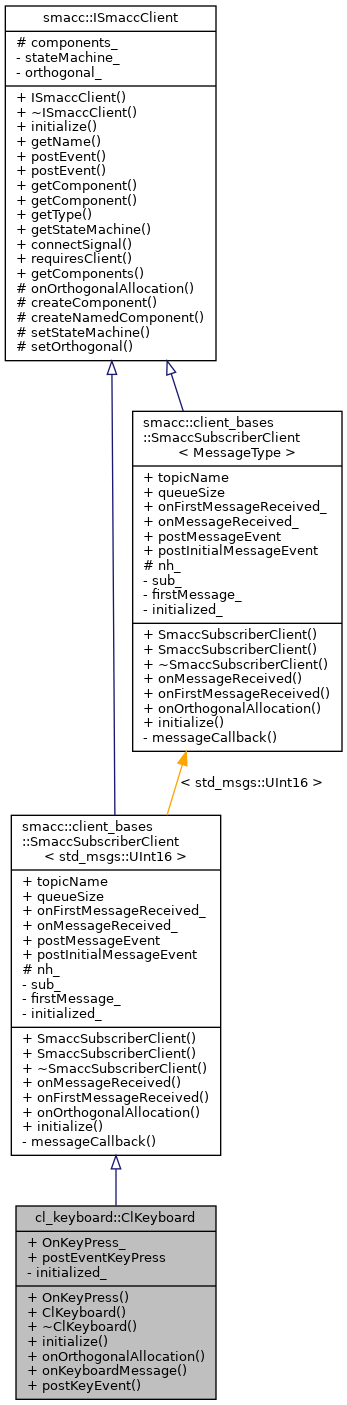 smacc::ISmaccClient
# components_
- stateMachine_
- orthogonal_
+ ISmaccClient()
+ ~ISmaccClient()
+ initialize()
+ getName()
+ postEvent()
+ postEvent()
+ getComponent()
+ getComponent()
+ getType()
+ getStateMachine()
+ connectSignal()
+ requiresClient()
+ getComponents()
# onOrthogonalAllocation()
# createComponent()
# createNamedComponent()
# setStateMachine()
# setOrthogonal()
smacc::client_bases
::SmaccSubscriberClient
< MessageType >
+ topicName
+ queueSize
+ onFirstMessageReceived_
+ onMessageReceived_
+ postMessageEvent
+ postInitialMessageEvent
# nh_
- sub_
- firstMessage_
- initialized_
+ SmaccSubscriberClient()
+ SmaccSubscriberClient()
+ ~SmaccSubscriberClient()
+ onMessageReceived()
+ onFirstMessageReceived()
+ onOrthogonalAllocation()
+ initialize()
- messageCallback()
< std_msgs::UInt16 >
smacc::client_bases
::SmaccSubscriberClient
< std_msgs::UInt16 >
+ topicName
+ queueSize
+ onFirstMessageReceived_
+ onMessageReceived_
+ postMessageEvent
+ postInitialMessageEvent
# nh_
- sub_
- firstMessage_
- initialized_
+ SmaccSubscriberClient()
+ SmaccSubscriberClient()
+ ~SmaccSubscriberClient()
+ onMessageReceived()
+ onFirstMessageReceived()
+ onOrthogonalAllocation()
+ initialize()
- messageCallback()
cl_keyboard::ClKeyboard
+ OnKeyPress_
+ postEventKeyPress
- initialized_
+ OnKeyPress()
+ ClKeyboard()
+ ~ClKeyboard()
+ initialize()
+ onOrthogonalAllocation()
+ onKeyboardMessage()
+ postKeyEvent()